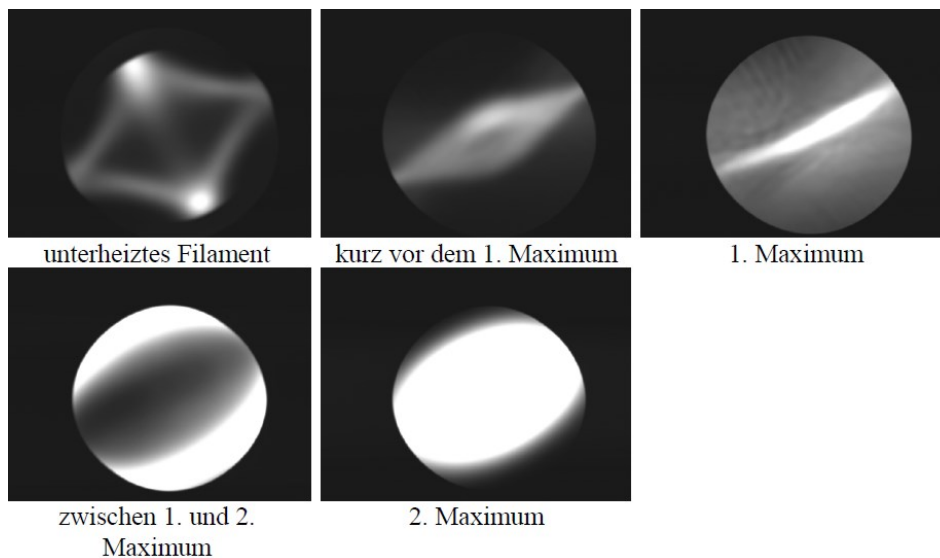 unterheiztes Filament
kurz vor dem 1. Maximum
1. Maximum
zwischen 1. und 2.
Maximum
2. Maximum